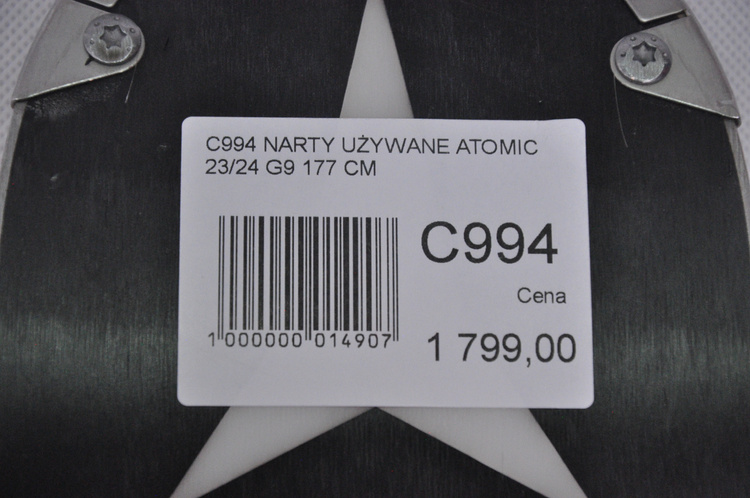 C994 NARTY UŻYWANE ATOMIC
23/24 G9 177 CM
C994
Cena
1 799,00
1 000000 014907